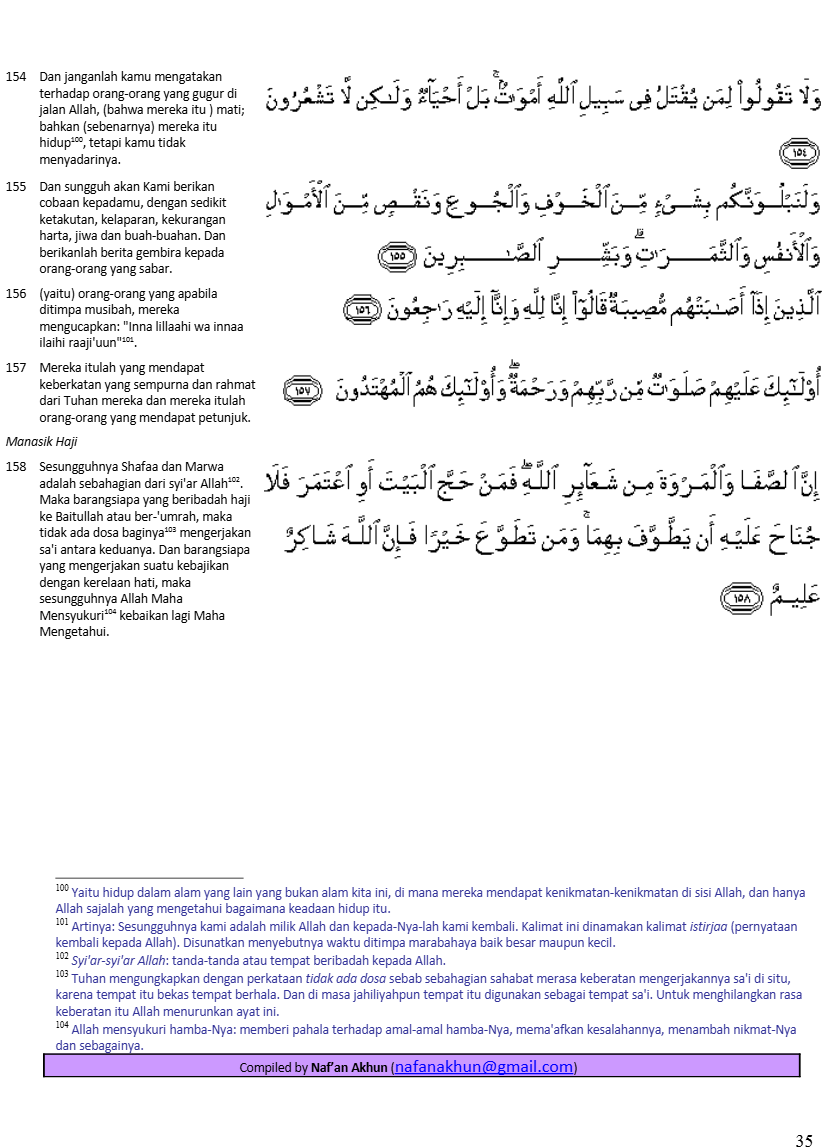 154 Dan janganlah kamu mengatakan
terhadap orang-orang yang gugur di
jalan Allah, (bahwa mereka itu ) mati;
bahkan (sebenarnya) mereka itu
hidup¹⁰⁰, tetapi kamu tidak
menyadarinya.
وَلَا تَقُولُوا۟ لِمَن يُقْتَلُ فِى سَبِيلِ ٱللَّهِ أَمْوَٰتٌۢ ۚ بَلْ أَحْيَآءٌ وَلَـٰكِن لَّا تَشْعُرُونَ
١٥٤
155 Dan sungguh akan Kami berikan
cobaan kepadamu, dengan sedikit
ketakutan, kelaparan, kekurangan
harta, jiwa dan buah-buahan. Dan
berikanlah berita gembira kepada
orang-orang yang sabar.
وَلَنَبْلُوَنَّكُم بِشَىْءٍ مِّنَ ٱلْخَوْفِ وَٱلْجُوعِ وَنَقْصٍ مِّنَ ٱلْأَمْوَٰلِ
وَٱلْأَنفُسِ وَٱلثَّمَرَٰتِ ۗ وَبَشِّرِ ٱلصَّـٰبِرِينَ ١٥٥
156 (yaitu) orang-orang yang apabila
ditimpa musibah, mereka
mengucapkan: "Inna lillaahi wa innaa
ilaihi raaji'uun"¹⁰¹.
ٱلَّذِينَ إِذَآ أَصَـٰبَتْهُم مُّصِيبَةٌ قَالُوٓا۟ إِنَّا لِلَّهِ وَإِنَّآ إِلَيْهِ رَٰجِعُونَ ١٥٦
157 Mereka itulah yang mendapat
keberkatan yang sempurna dan rahmat
dari Tuhan mereka dan mereka itulah
orang-orang yang mendapat petunjuk.
أُو۟لَـٰٓئِكَ عَلَيْهِمْ صَلَوَٰتٌ مِّن رَّبِّهِمْ وَرَحْمَةٌ ۖ وَأُو۟لَـٰٓئِكَ هُمُ ٱلْمُهْتَدُونَ ١٥٧
Manasik Haji
158 Sesungguhnya Shafaa dan Marwa
adalah sebahagian dari syi'ar Allah¹⁰².
Maka barangsiapa yang beribadah haji
ke Baitullah atau ber-'umrah, maka
tidak ada dosa baginya¹⁰³ mengerjakan
sa'i antara keduanya. Dan barangsiapa
yang mengerjakan suatu kebajikan
dengan kerelaan hati, maka
sesungguhnya Allah Maha
Mensyukuri¹⁰⁴ kebaikan lagi Maha
Mengetahui.
إِنَّ ٱلصَّفَا وَٱلْمَرْوَةَ مِن شَعَآئِرِ ٱللَّهِ ۖ فَمَنْ حَجَّ ٱلْبَيْتَ أَوِ ٱعْتَمَرَ فَلَا
جُنَاحَ عَلَيْهِ أَن يَطَّوَّفَ بِهِمَا ۚ وَمَن تَطَوَّعَ خَيْرًا فَإِنَّ ٱللَّهَ شَاكِرٌ
عَلِيمٌ ١٥٨
¹⁰⁰ Yaitu hidup dalam alam yang lain yang bukan alam kita ini, di mana mereka mendapat kenikmatan-kenikmatan di sisi Allah, dan hanya
Allah sajalah yang mengetahui bagaimana keadaan hidup itu.
¹⁰¹ Artinya: Sesungguhnya kami adalah milik Allah dan kepada-Nya-lah kami kembali. Kalimat ini dinamakan kalimat istirjaa (pernyataan
kembali kepada Allah). Disunatkan menyebutnya waktu ditimpa marabahaya baik besar maupun kecil.
¹⁰² Syi'ar-syi'ar Allah: tanda-tanda atau tempat beribadah kepada Allah.
¹⁰³ Tuhan mengungkapkan dengan perkataan tidak ada dosa sebab sebahagian sahabat merasa keberatan mengerjakannya sa'i di situ,
karena tempat itu bekas tempat berhala. Dan di masa jahiliyahpun tempat itu digunakan sebagai tempat sa'i. Untuk menghilangkan rasa
keberatan itu Allah menurunkan ayat ini.
¹⁰⁴ Allah mensyukuri hamba-Nya: memberi pahala terhadap amal-amal hamba-Nya, mema'afkan kesalahannya, menambah nikmat-Nya
dan sebagainya.
Compiled by Naf’an Akhun (nafanakhun@gmail.com)
35